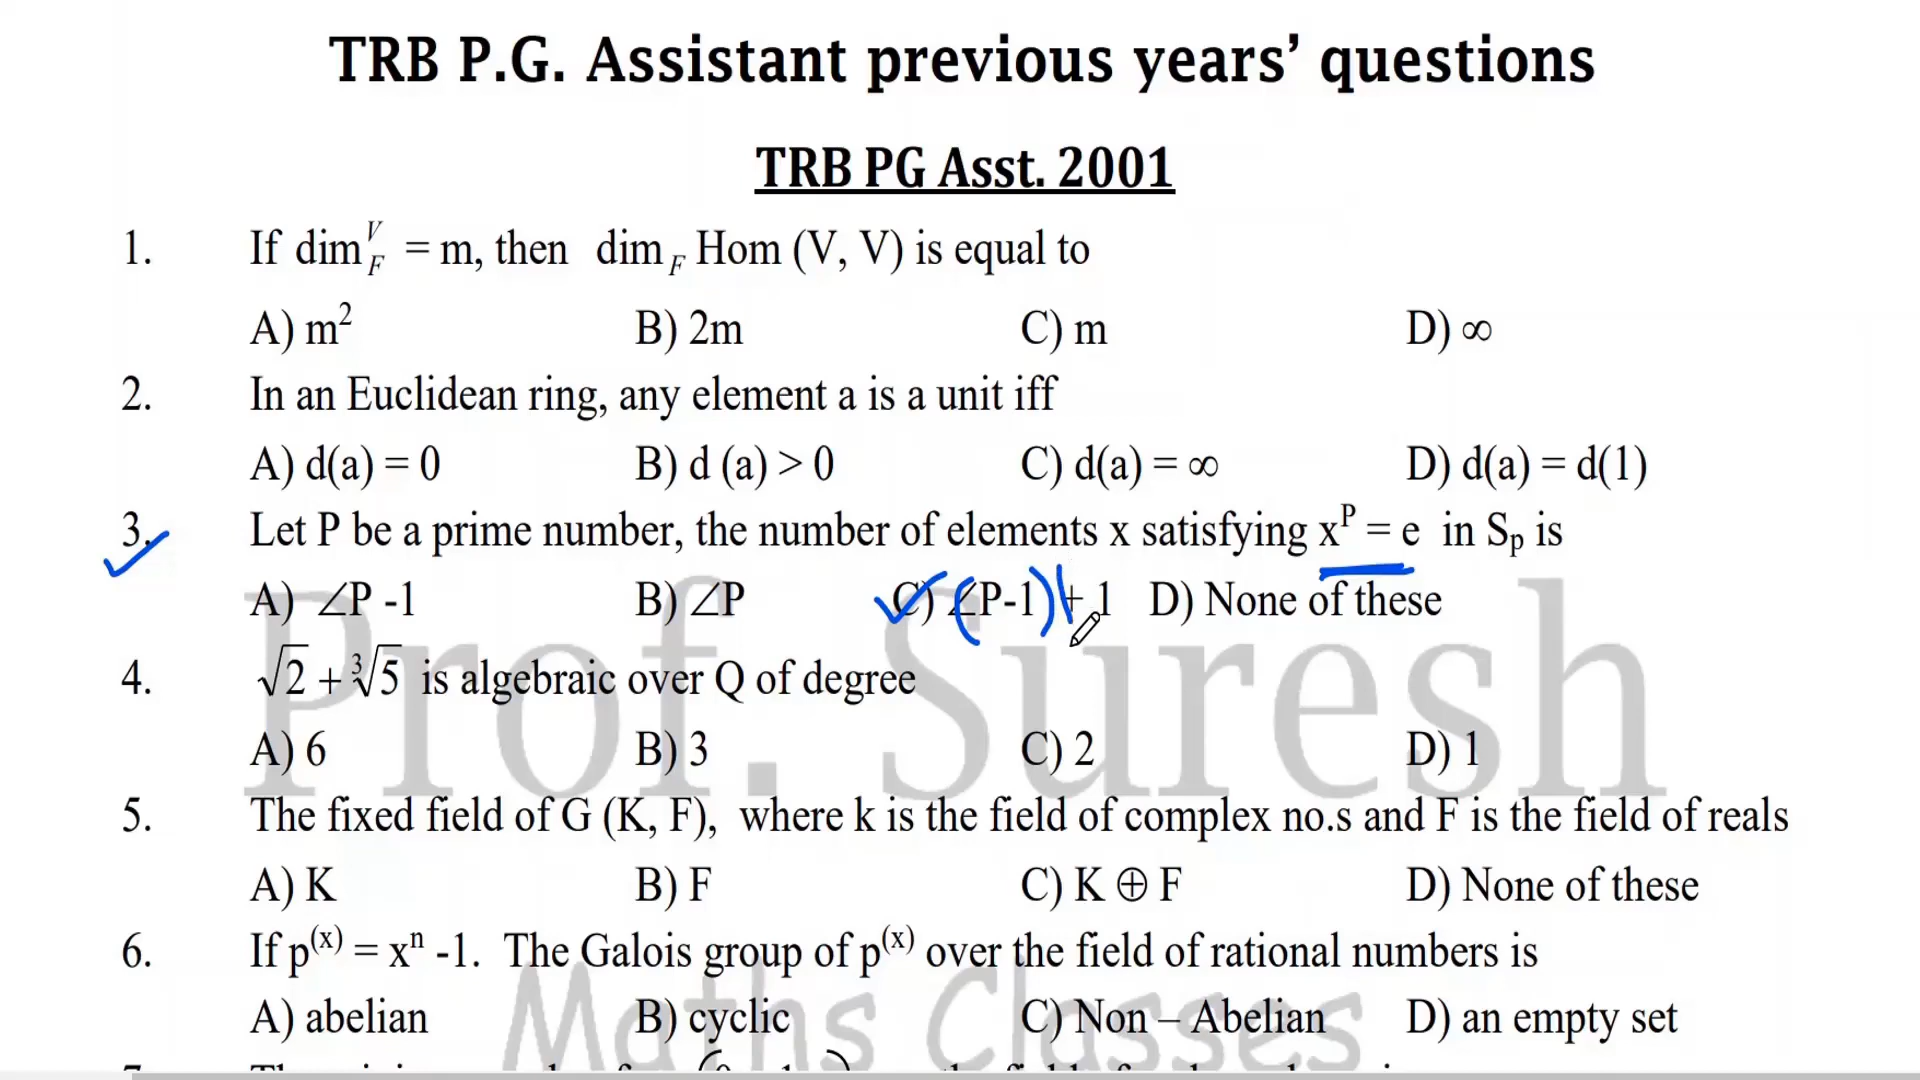 TRB P.G. Assistant previous years’ questions
TRB PG Asst. 2001
1. If dim_F^V = m, then dim_F Hom (V, V) is equal to
A) m² B) 2m C) m D) ∞
2. In an Euclidean ring, any element a is a unit iff
A) d(a) = 0 B) d (a) > 0 C) d(a) = ∞ D) d(a) = d(1)
3. Let P be a prime number, the number of elements x satisfying x^P = e in S_p is
A) ∠P -1 B) ∠P C) (∠P-1) + 1 D) None of these
4. √2 + ³√5 is algebraic over Q of degree
A) 6 B) 3 C) 2 D) 1
5. The fixed field of G (K, F), where k is the field of complex no.s and F is the field of reals
A) K B) F C) K ⊕ F D) None of these
6. If p^(x) = x^n -1. The Galois group of p^(x) over the field of rational numbers is
A) abelian B) cyclic C) Non – Abelian D) an empty set
Prof. Suresh
Maths Classes